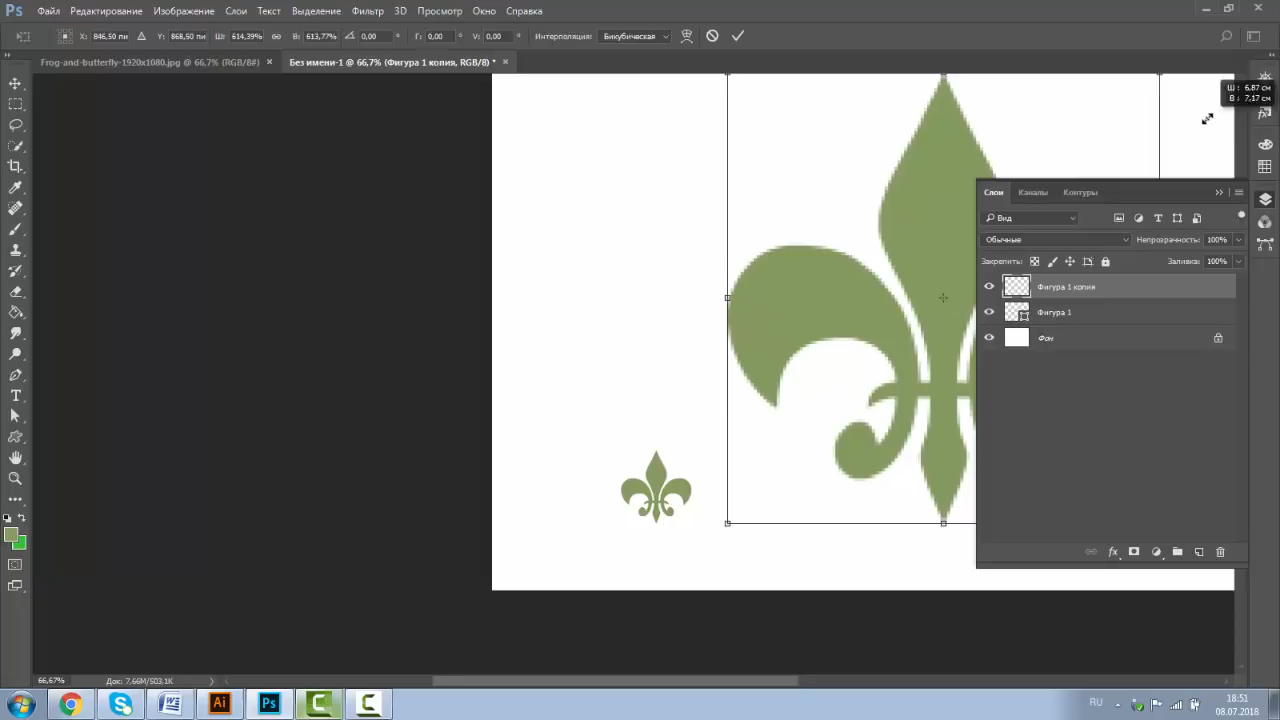 Ps Файл Редактирование Изображение Слои Текст Выделение Фильтр 3D Просмотр Окно Справка
X: 846,50 пи Y: 868,50 пи Ш: 614,39% В: 613,77% 0,00 ° Г: 0,00 ° V: 0,00 ° Интерполяция: Бикубическая
Frog-and-butterfly-1920x1080.jpg @ 66,7% (RGB/8#) × Без имени-1 @ 66,7% (Фигура 1 копия, RGB/8) * ×
Ш: 6,87 см
В: 7,17 см
Слои Каналы Контуры
Вид
Обычные Непрозрачность: 100%
Закрепить: Заливка: 100%
Фигура 1 копия
Фигура 1
Фон
fx
66,67% Док: 7,66M/503,1K
Ai Ps
RU 18:51
08.07.2018